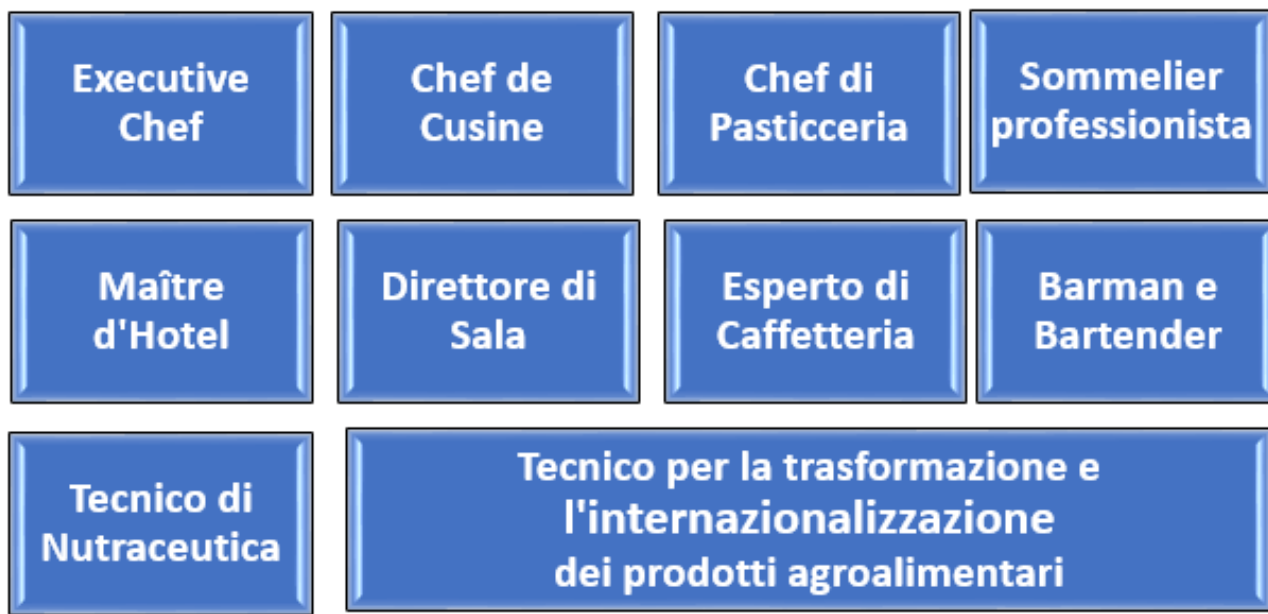 Executive
Chef
Chef de
Cusine
Chef di
Pasticceria
Sommelier
professionista
Maître
d'Hotel
Direttore di
Sala
Esperto di
Caffetteria
Barman e
Bartender
Tecnico di
Nutraceutica
Tecnico per la trasformazione e
l'internazionalizzazione
dei prodotti agroalimentari